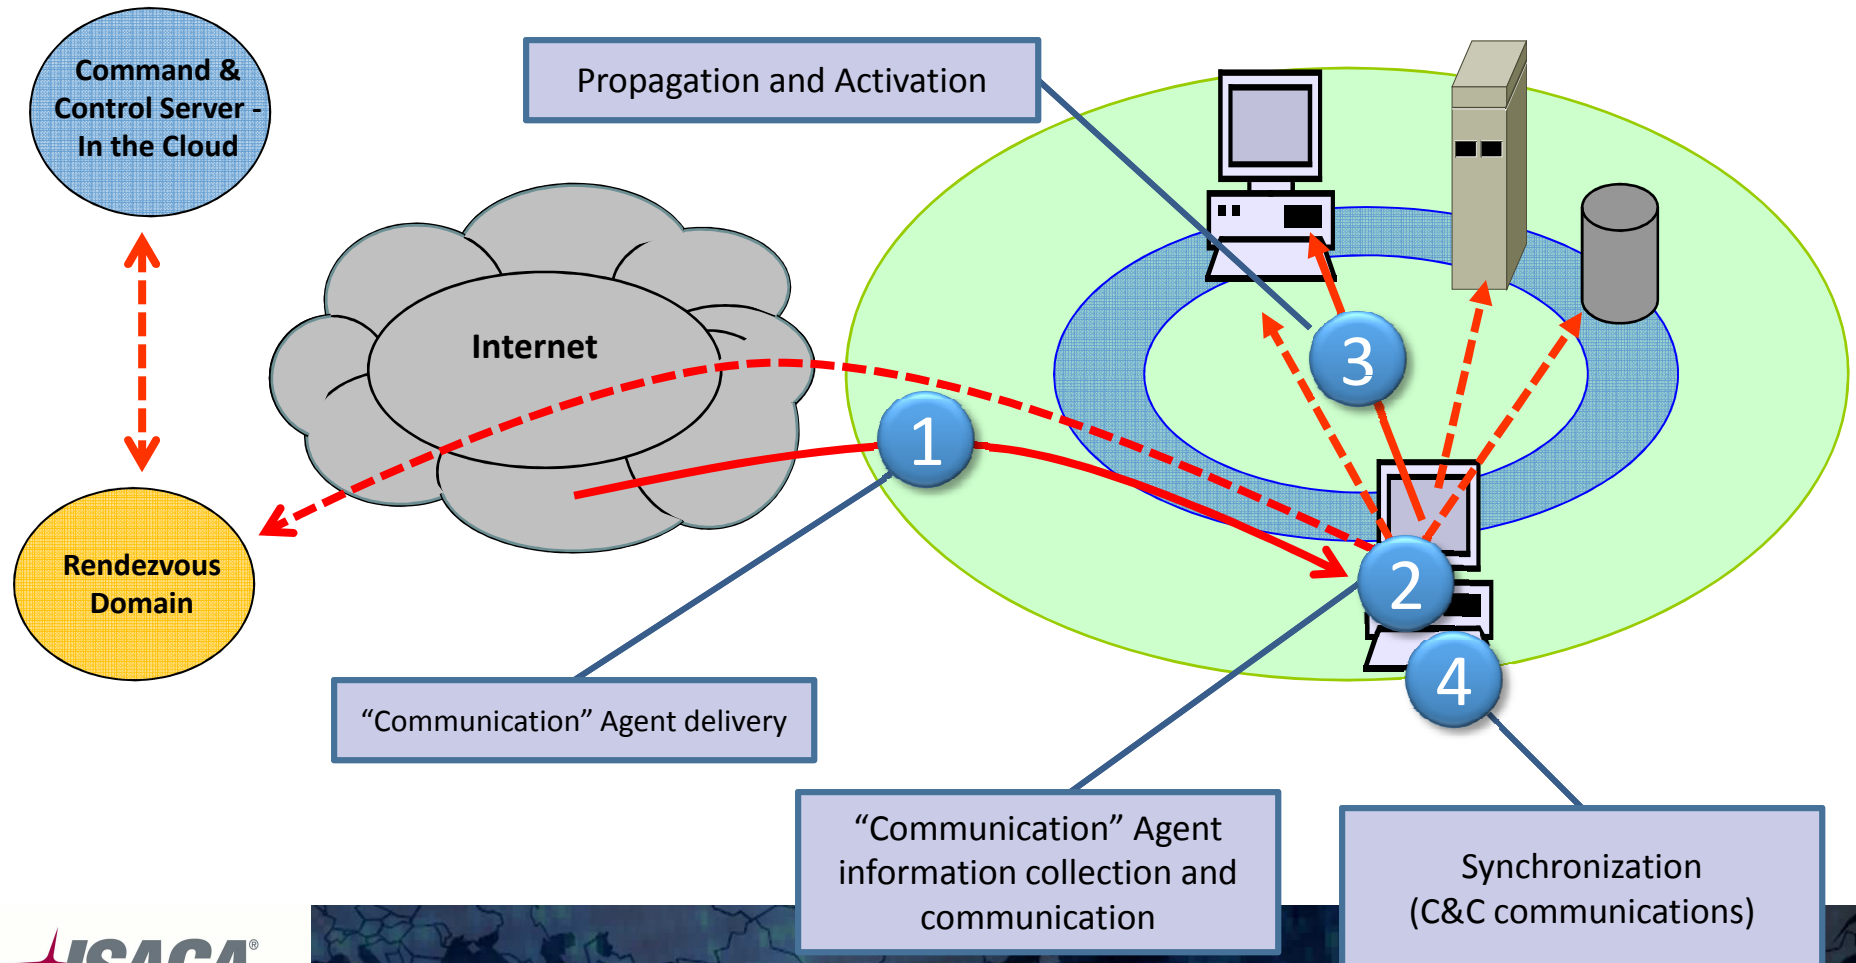 Command &
Control Server -
In the Cloud
Propagation and Activation
Internet
3
1
2
4
Rendezvous
Domain
“Communication” Agent delivery
“Communication” Agent
information collection and
communication
Synchronization
(C&C communications)
ISACA®